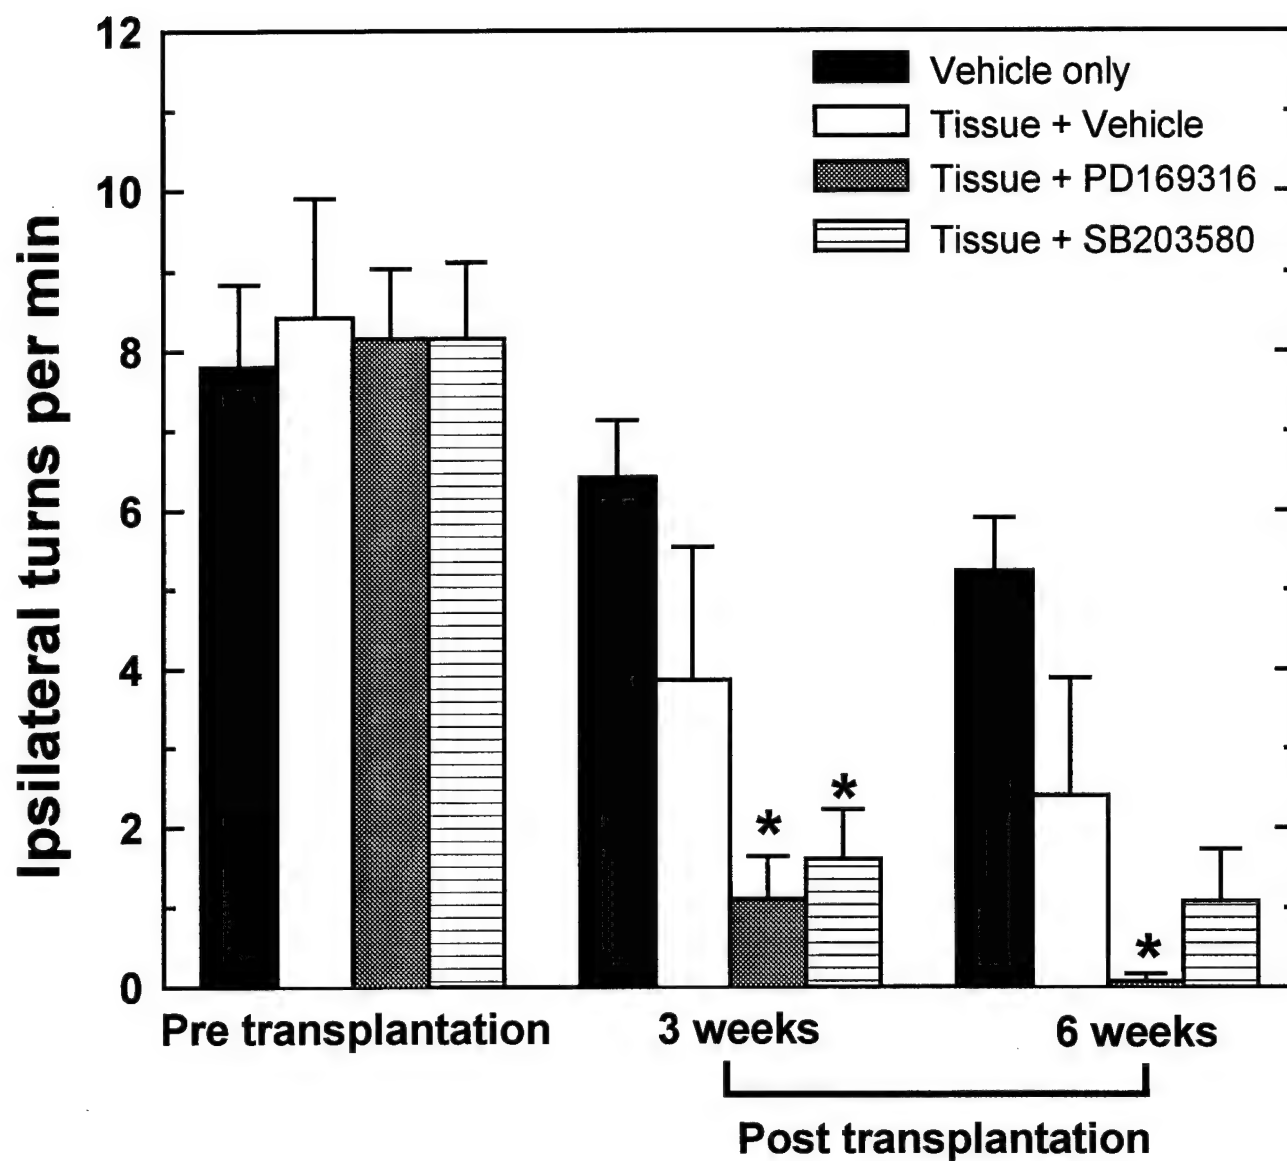 12
10
8
6
4
2
0
Ipsilateral turns per min
Vehicle only
Tissue + Vehicle
Tissue + PD169316
Tissue + SB203580
*
*
*
Pre transplantation
3 weeks
6 weeks
Post transplantation